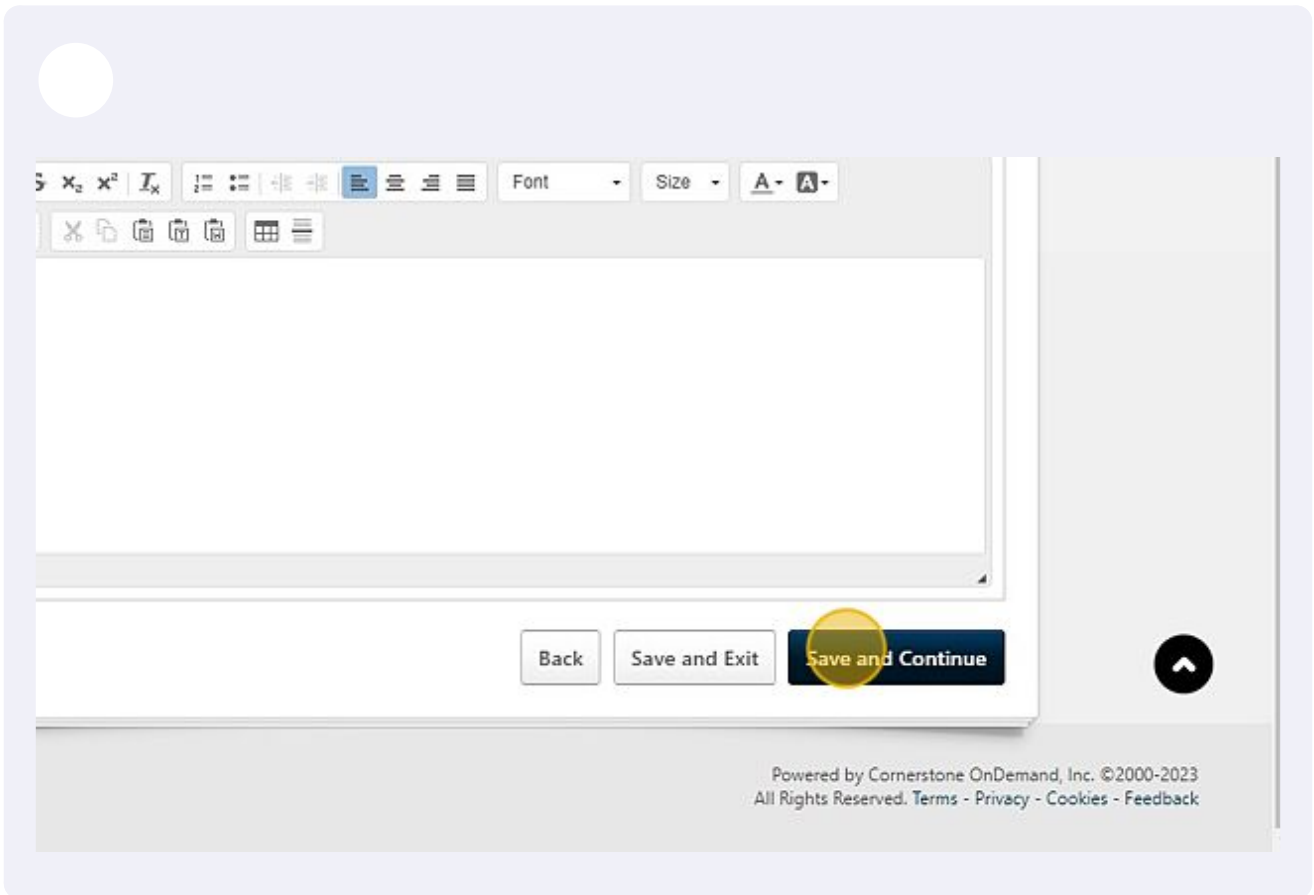 Font Size A A
Back Save and Exit Save and Continue
Powered by Cornerstone OnDemand, Inc. ©2000-2023
All Rights Reserved. Terms - Privacy - Cookies - Feedback